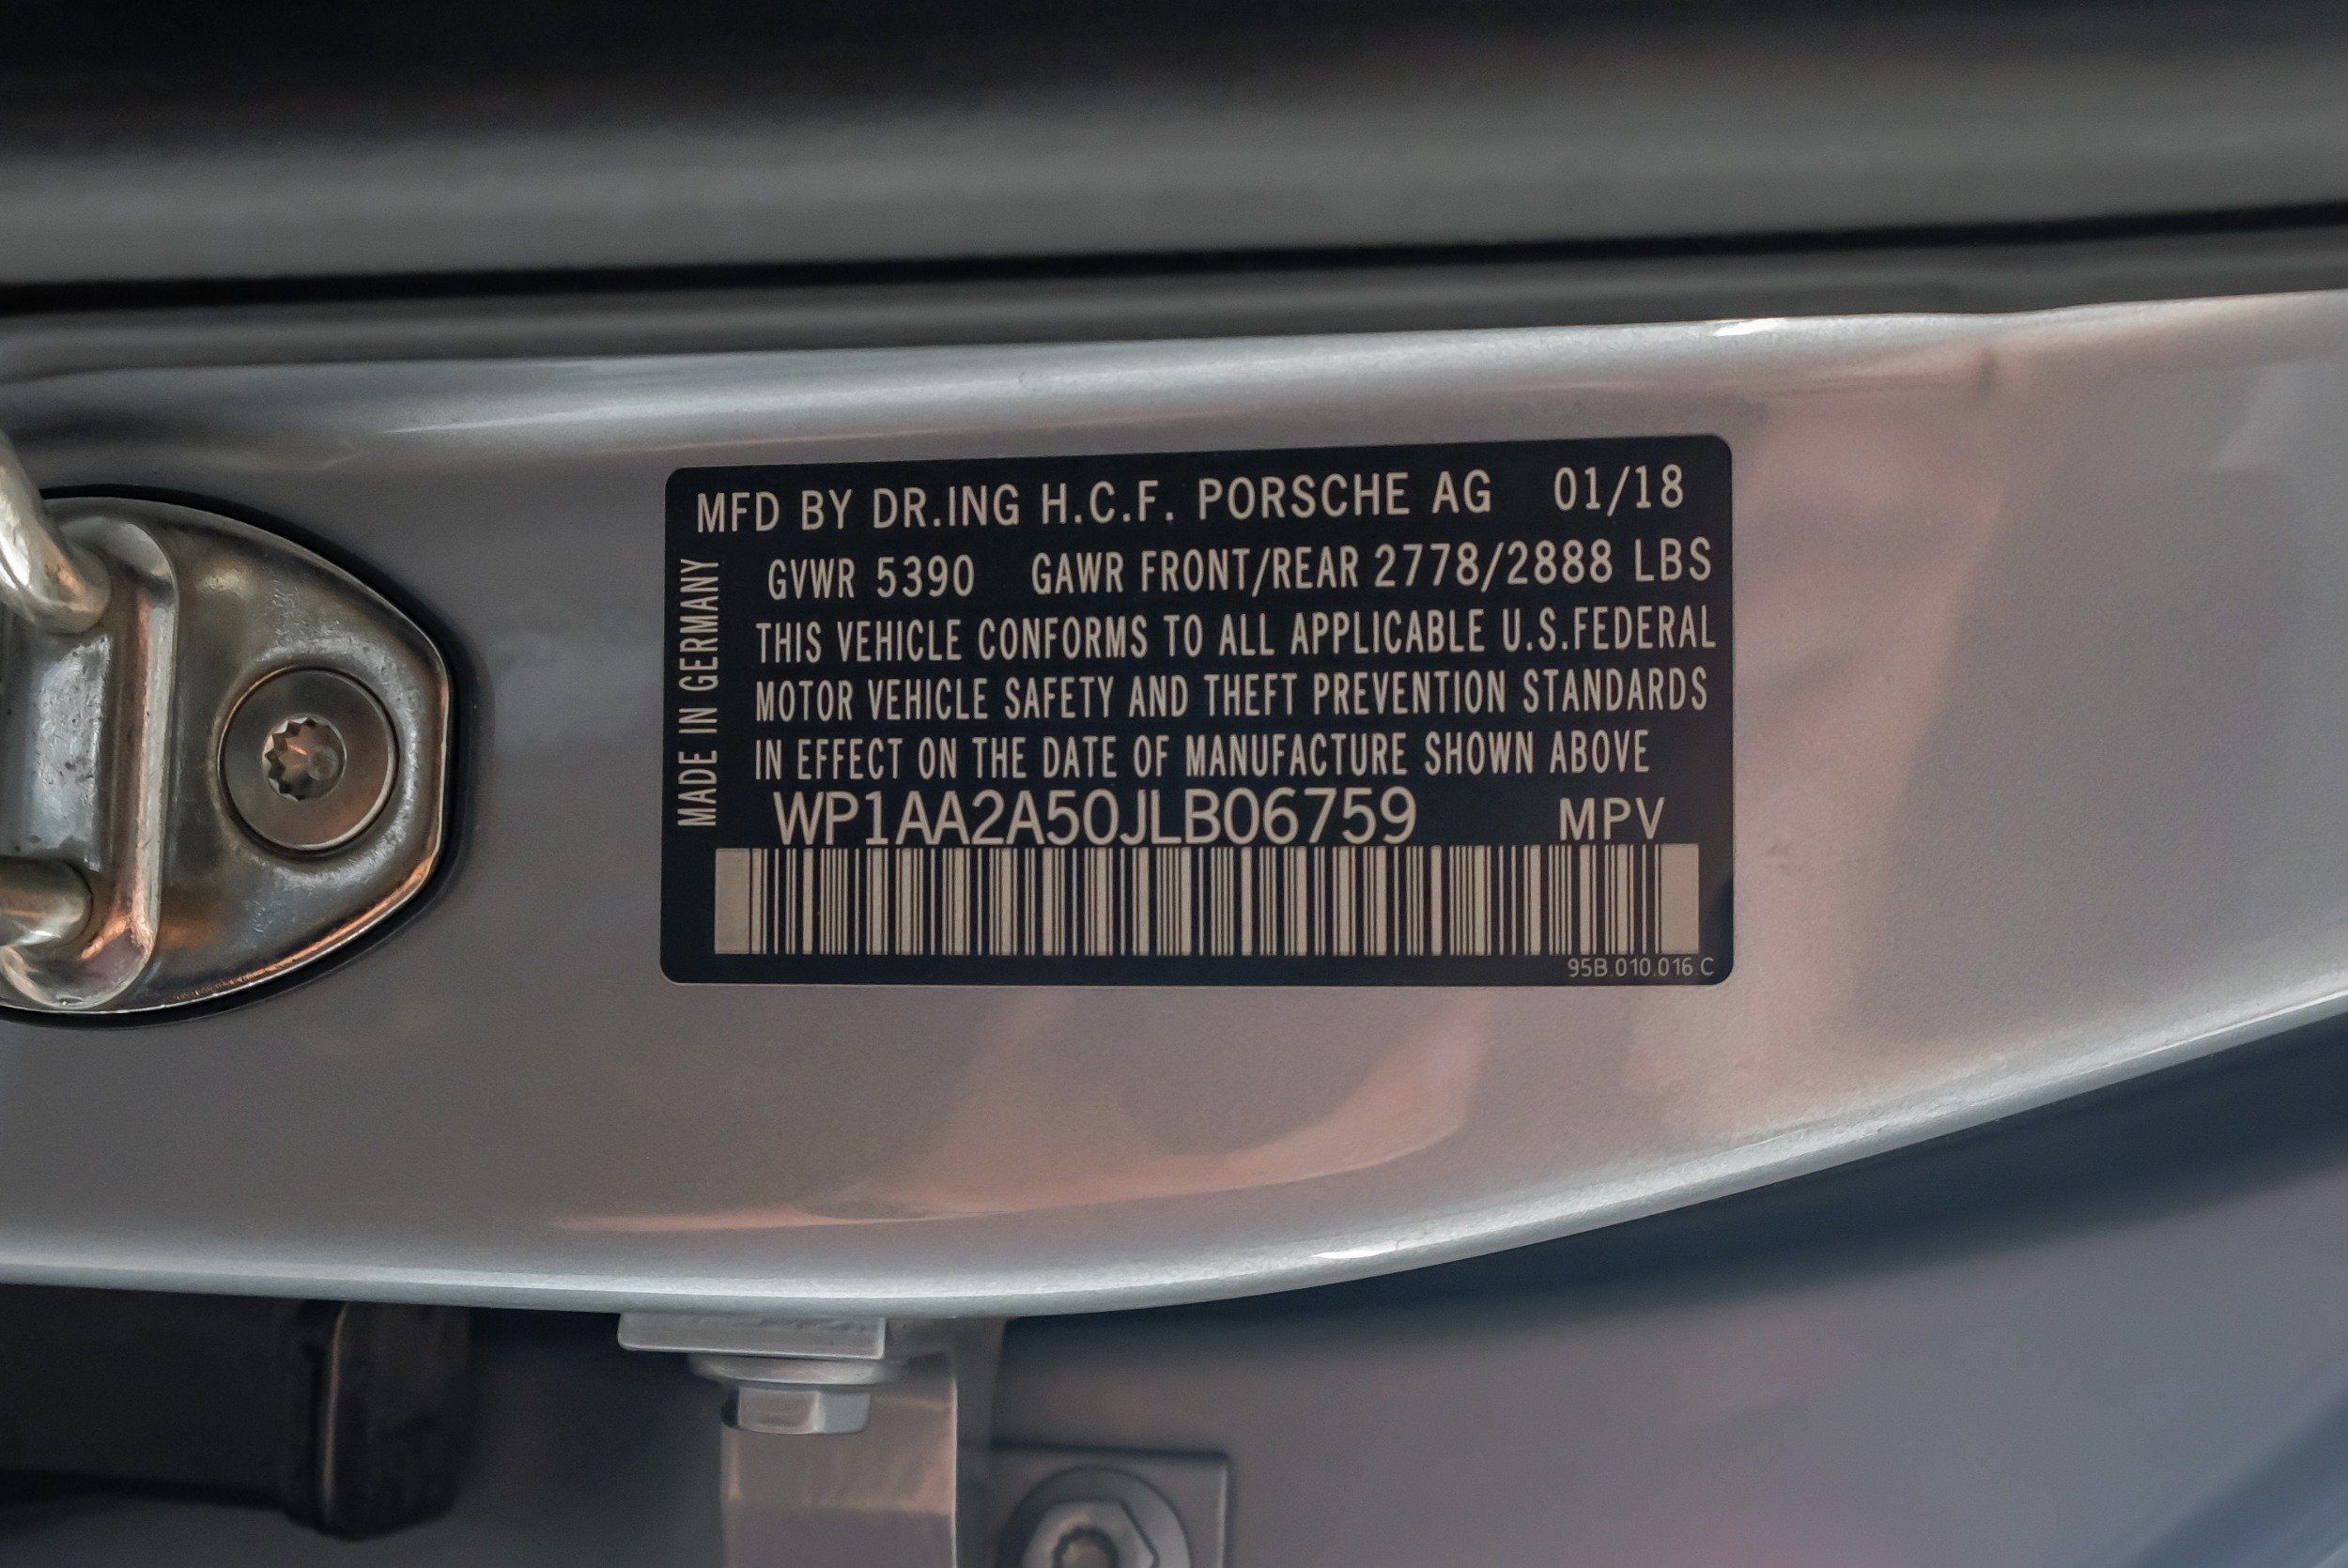 MFD BY DR.ING H.C.F. PORSCHE AG 01/18
GVWR 5390 GAWR FRONT/REAR 2778/2888 LBS
THIS VEHICLE CONFORMS TO ALL APPLICABLE U.S.FEDERAL
MOTOR VEHICLE SAFETY AND THEFT PREVENTION STANDARDS
IN EFFECT ON THE DATE OF MANUFACTURE SHOWN ABOVE
WP1AA2A50JLB06759 MPV
95B.010.016 C
MADE IN GERMANY